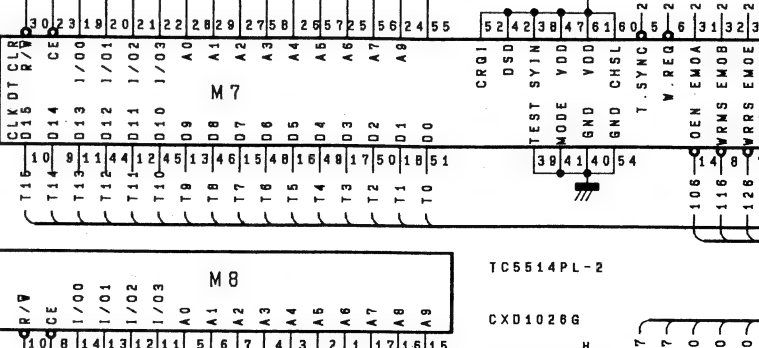 30 23 19 20 21 22 28 29 27 58 26 57 25 56 24 55
52 42 38 47 61 60 5 6 31 32
CLR R/W CE I/00 I/01 I/02 I/03 A0 A1 A2 A3 A4 A5 A6 A7 A9
CRQI DSD TEST SYIN MODE VDD GND VDD GND CHSL T.SYNC W.REQ OEN EMOA WRMS EMOB WRRS EMOE
M7
CLK DT D15 D14 D13 D12 D11 D10 D9 D8 D7 D6 D5 D4 D3 D2 D1 D0
10 9 11 44 12 45 13 46 15 48 16 49 17 50 18 51
39 41 40 54
14 8
T15 T14 T13 T12 T11 T10 T9 T8 T7 T6 T5 T4 T3 T2 T1 T0
106 116 126
TC5514PL-2
M8
R/W CE I/00 I/01 I/02 I/03 A0 A1 A2 A3 A4 A5 A6 A7 A8 A9
CXD1026G
10 8 14 13 12 11 5 6 7 4 3 2 1 17 16 15